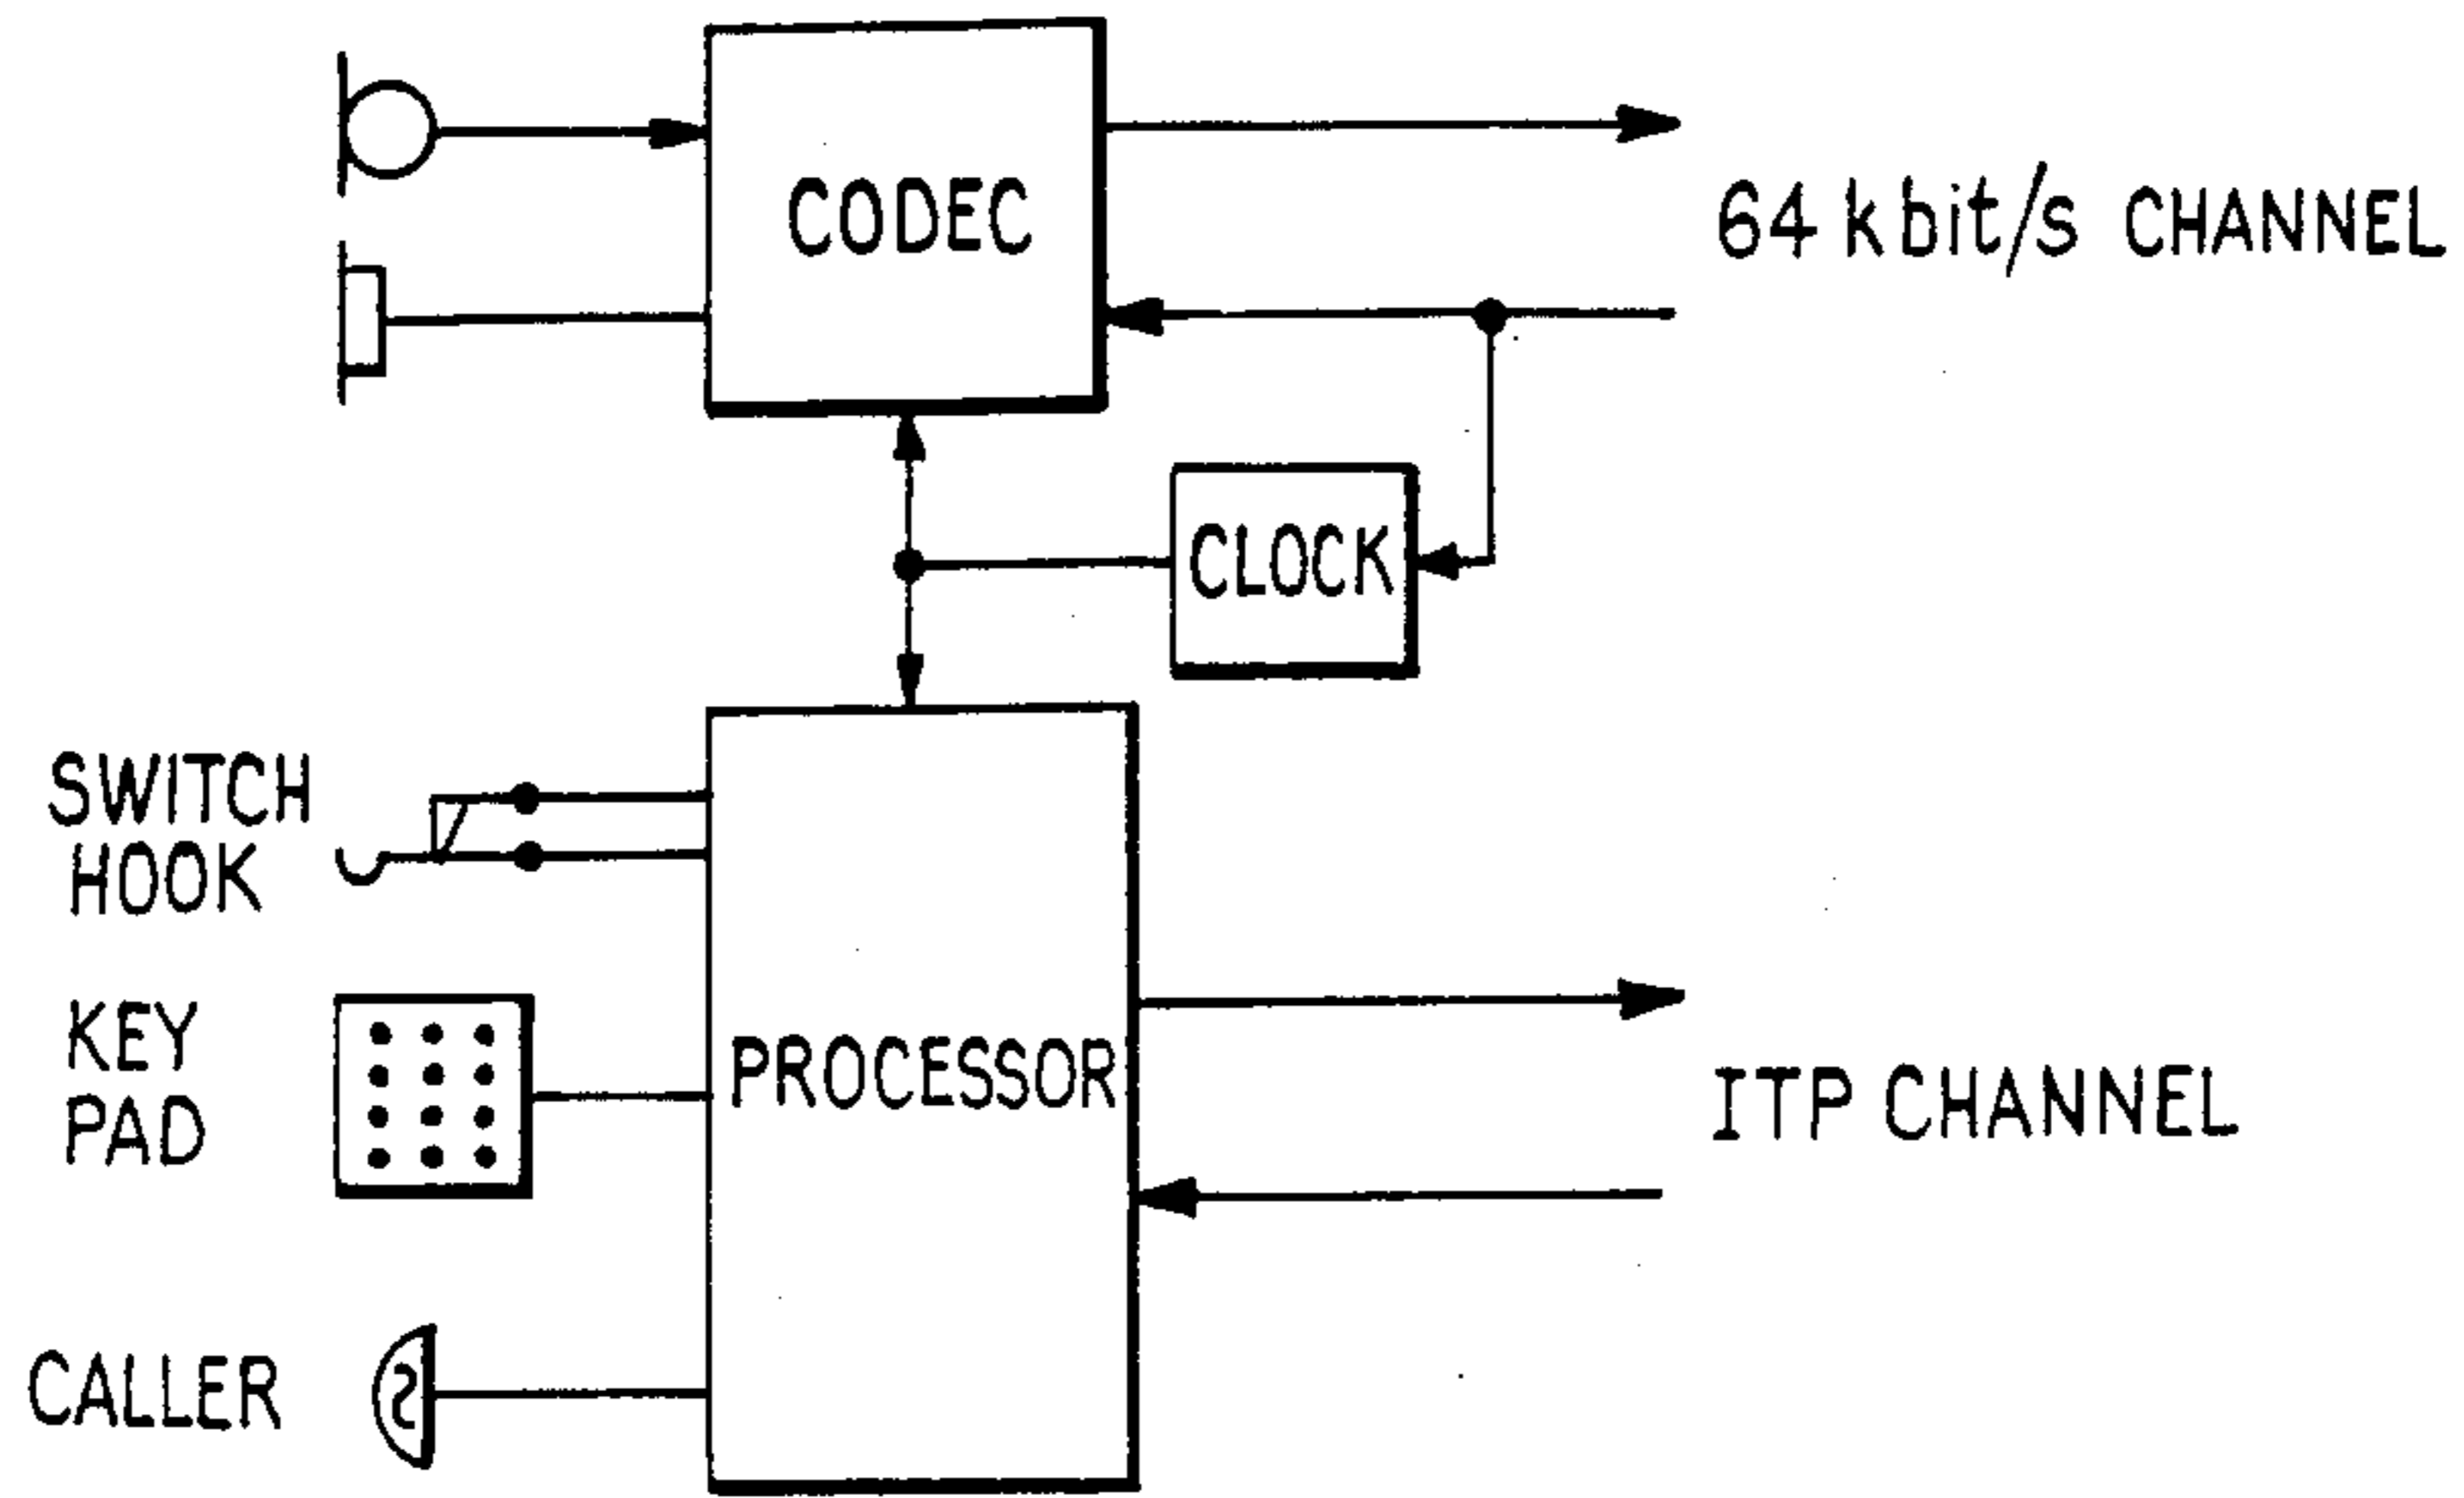 CODEC
64 kbit/s CHANNEL
CLOCK
SWITCH
HOOK
KEY
PAD
PROCESSOR
ITP CHANNEL
CALLER